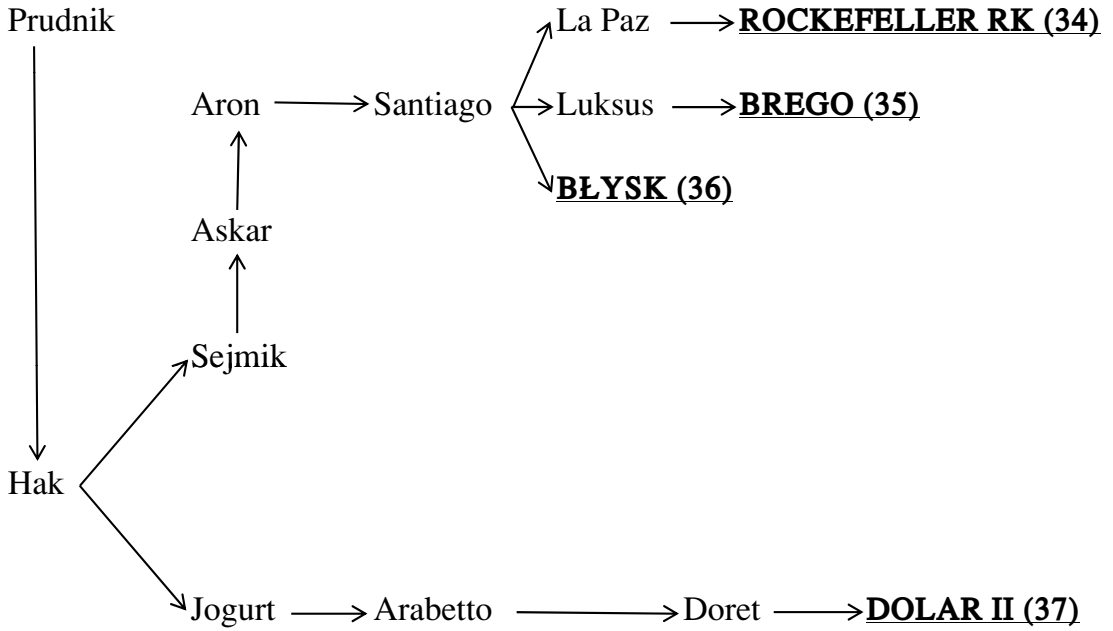 Prudnik
La Paz
ROCKEFELLER RK (34)
Aron
Santiago
Luksus
BREGO (35)
BŁYSK (36)
Askar
Sejmik
Hak
Jogurt
Arabetto
Doret
DOLAR II (37)